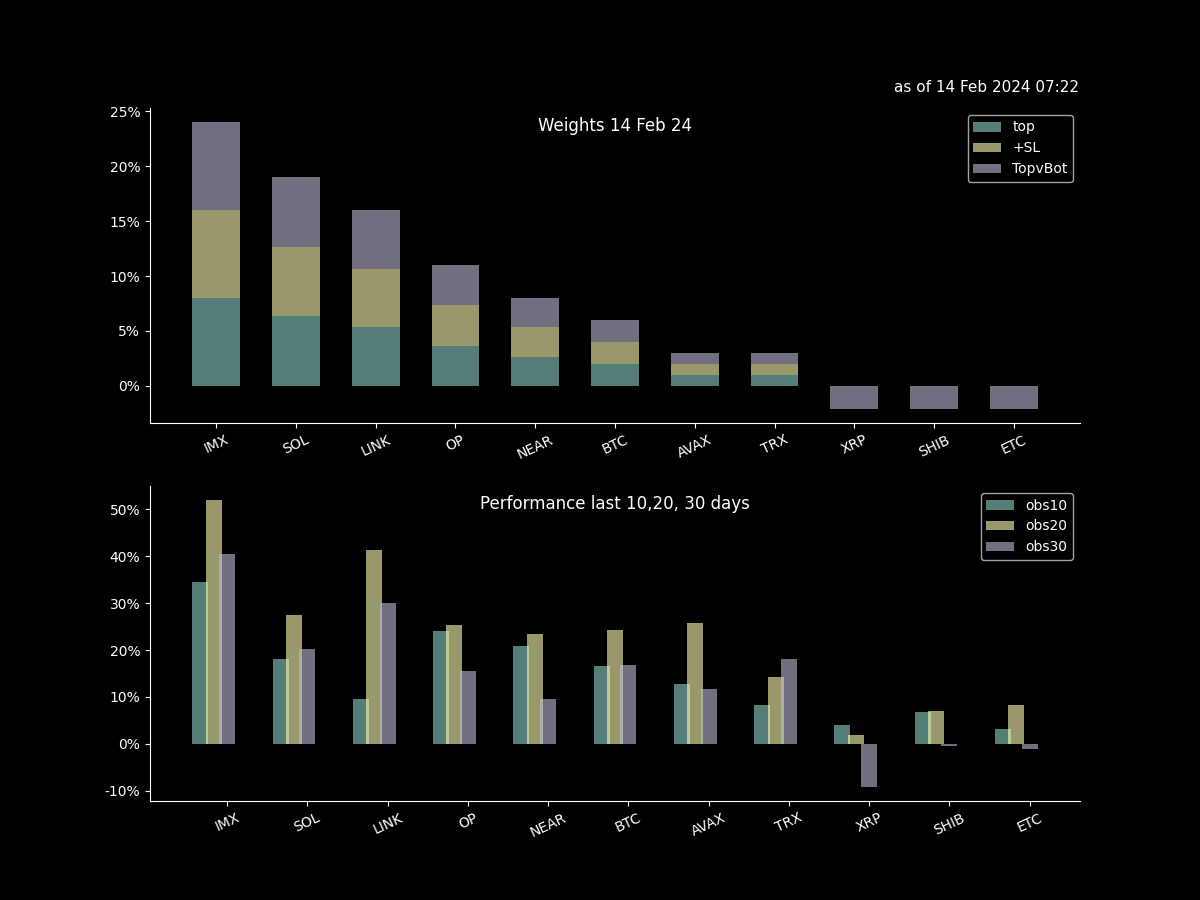 as of 14 Feb 2024 07:22
Weights 14 Feb 24
top
+SL
TopvBot
25%
20%
15%
10%
5%
0%
IMX SOL LINK OP NEAR BTC AVAX TRX XRP SHIB ETC
Performance last 10,20, 30 days
obs10
obs20
obs30
50%
40%
30%
20%
10%
0%
-10%
IMX SOL LINK OP NEAR BTC AVAX TRX XRP SHIB ETC